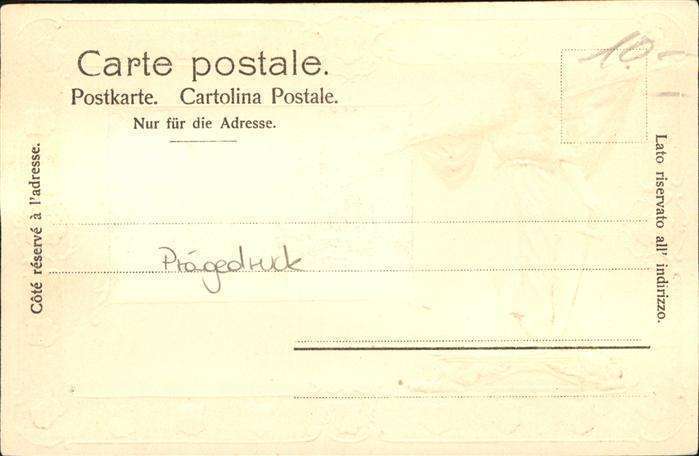 Carte postale.
Postkarte. Cartolina Postale.
Nur für die Adresse.
10.-
Côté réservé à l'adresse.
Lato riservato all' indirizzo.
Prägedruck